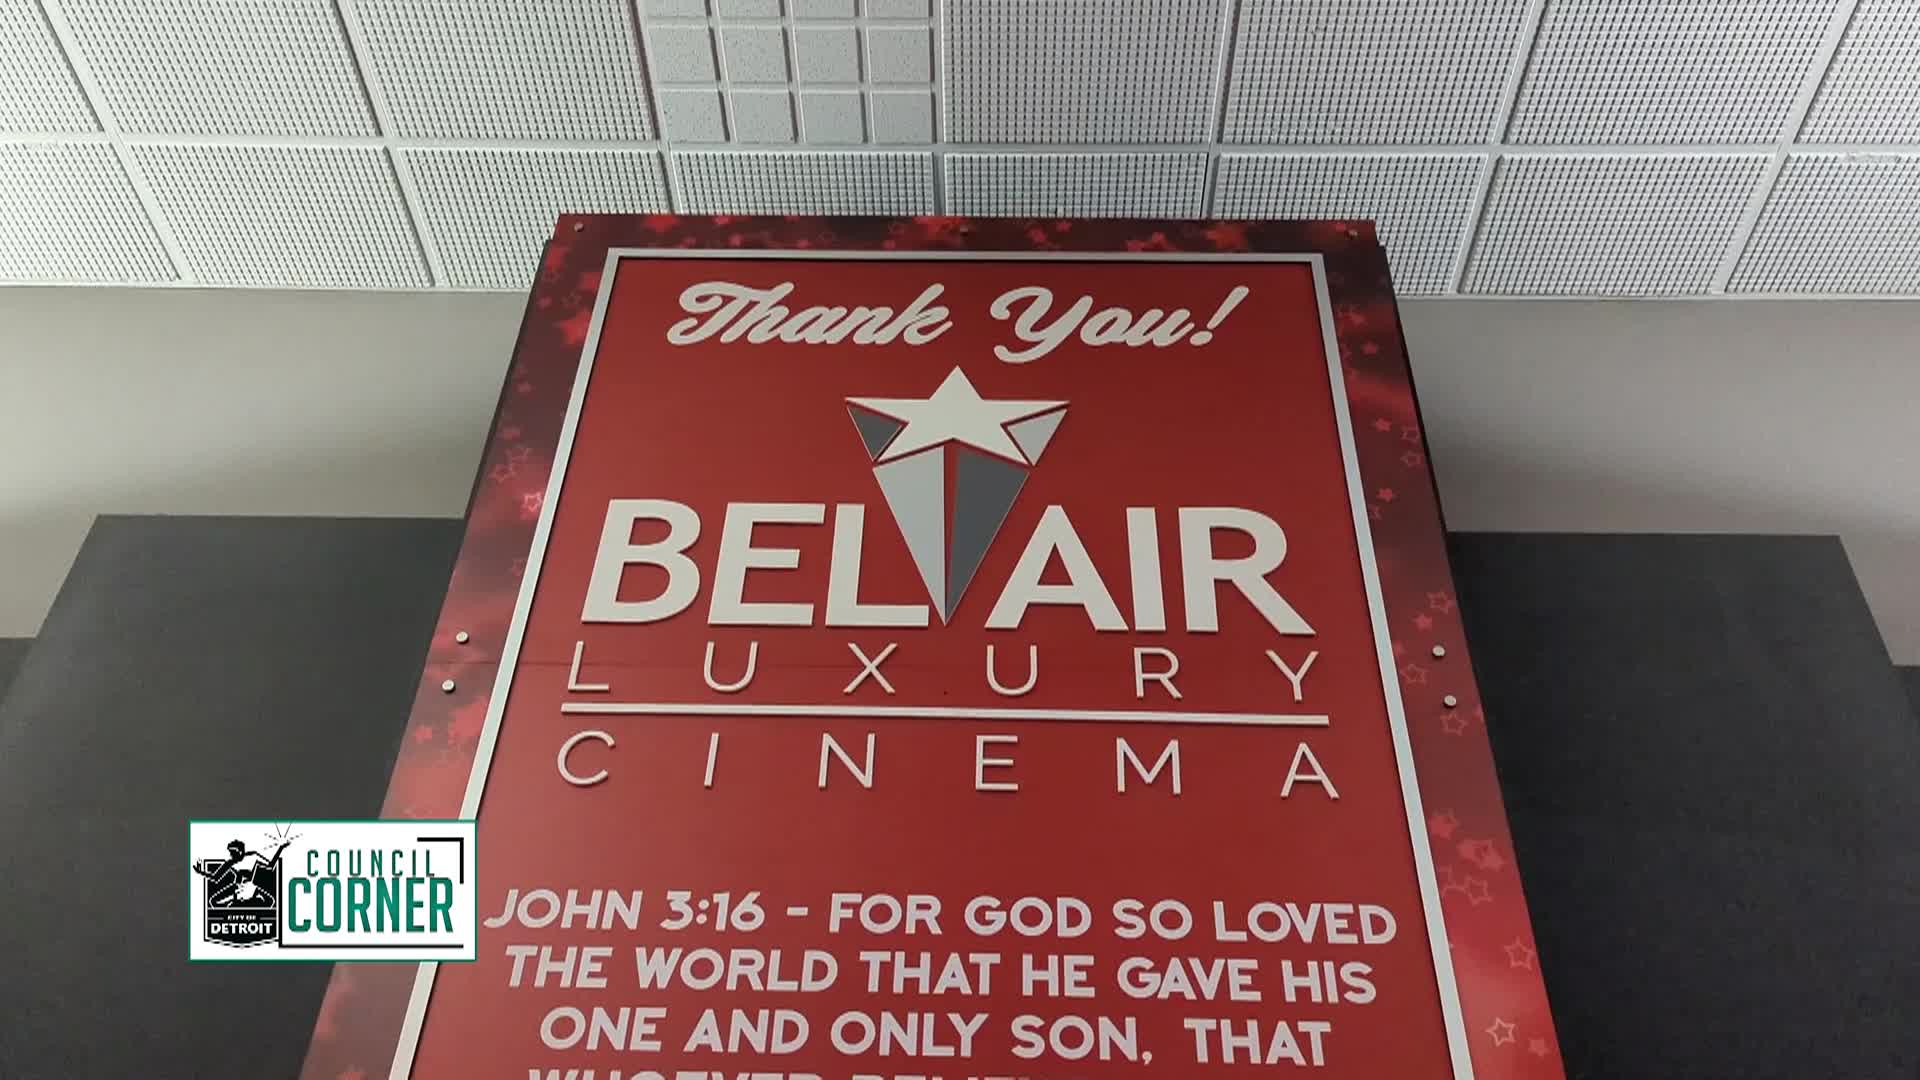 Thank You!
BEL AIR
LUXURY
CINEMA
JOHN 3:16 - FOR GOD SO LOVED
THE WORLD THAT HE GAVE HIS
ONE AND ONLY SON, THAT
COUNCIL
CORNER
CITY OF
DETROIT